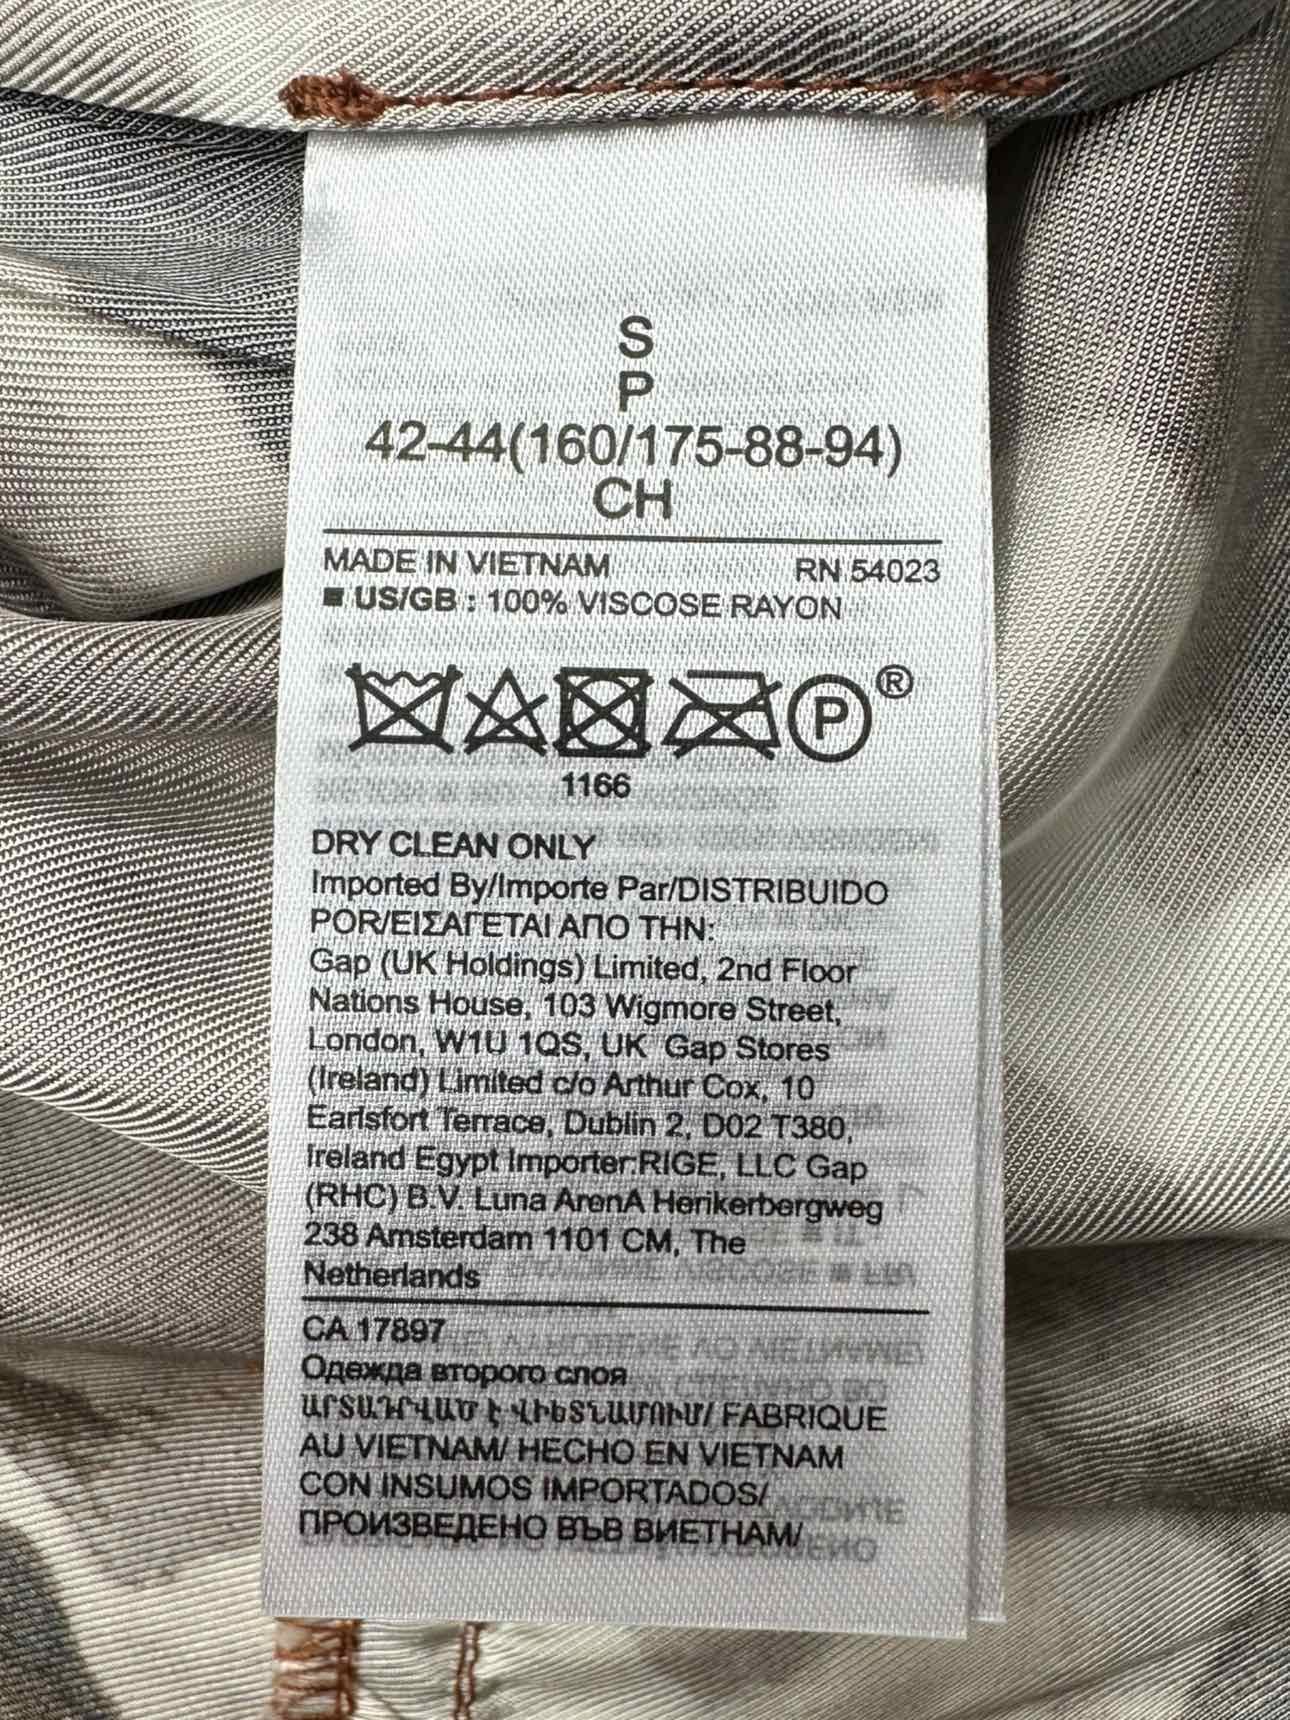 S
P
42-44(160/175-88-94)
CH
MADE IN VIETNAM RN 54023
■ US/GB : 100% VISCOSE RAYON
P ®
1166
DRY CLEAN ONLY
Imported By/Importe Par/DISTRIBUIDO
POR/ΕΙΣΑΓΕΤΑΙ ΑΠΟ ΤΗΝ:
Gap (UK Holdings) Limited, 2nd Floor
Nations House, 103 Wigmore Street,
London, W1U 1QS, UK Gap Stores
(Ireland) Limited c/o Arthur Cox, 10
Earlsfort Terrace, Dublin 2, D02 T380,
Ireland Egypt Importer:RIGE, LLC Gap
(RHC) B.V. Luna ArenA Herikerbergweg
238 Amsterdam 1101 CM, The
Netherlands
CA 17897
Одежда второго слоя
ԱՐՏԱԴՐՎԱԾ Է ՎԻԵՏՆԱՄՈՒՄ/ FABRIQUE
AU VIETNAM/ HECHO EN VIETNAM
CON INSUMOS IMPORTADOS/
ПРОИЗВЕДЕНО ВЪВ ВИЕТНАМ/